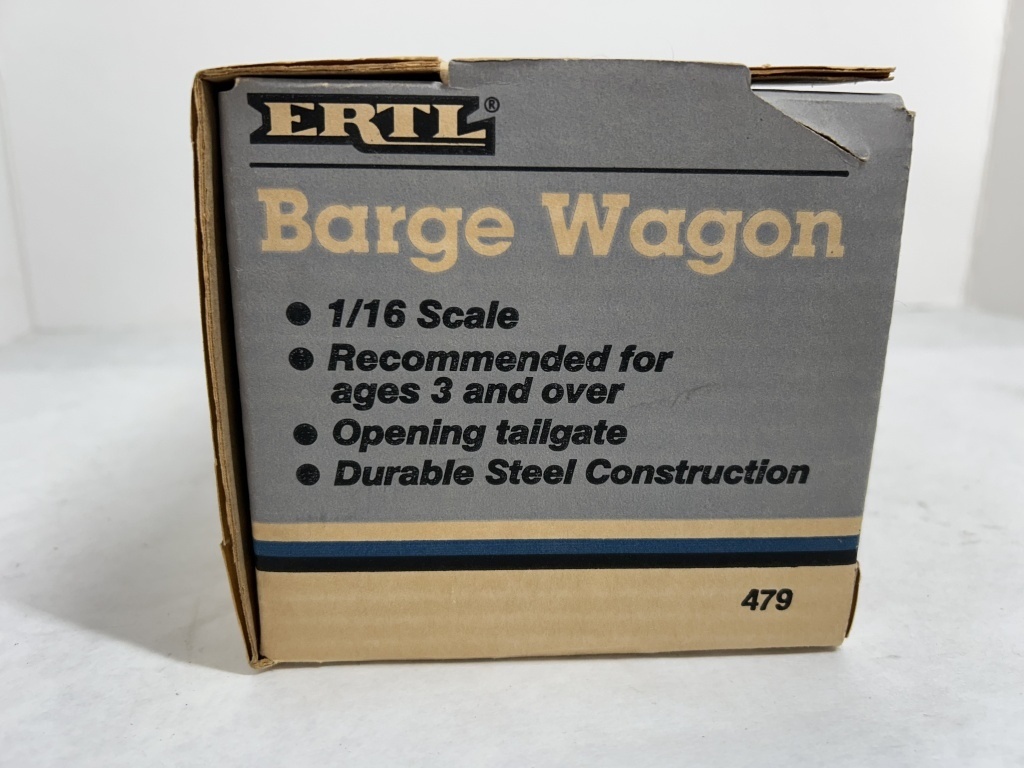 ERTL®
Barge Wagon
● 1/16 Scale
● Recommended for
ages 3 and over
● Opening tailgate
● Durable Steel Construction
479